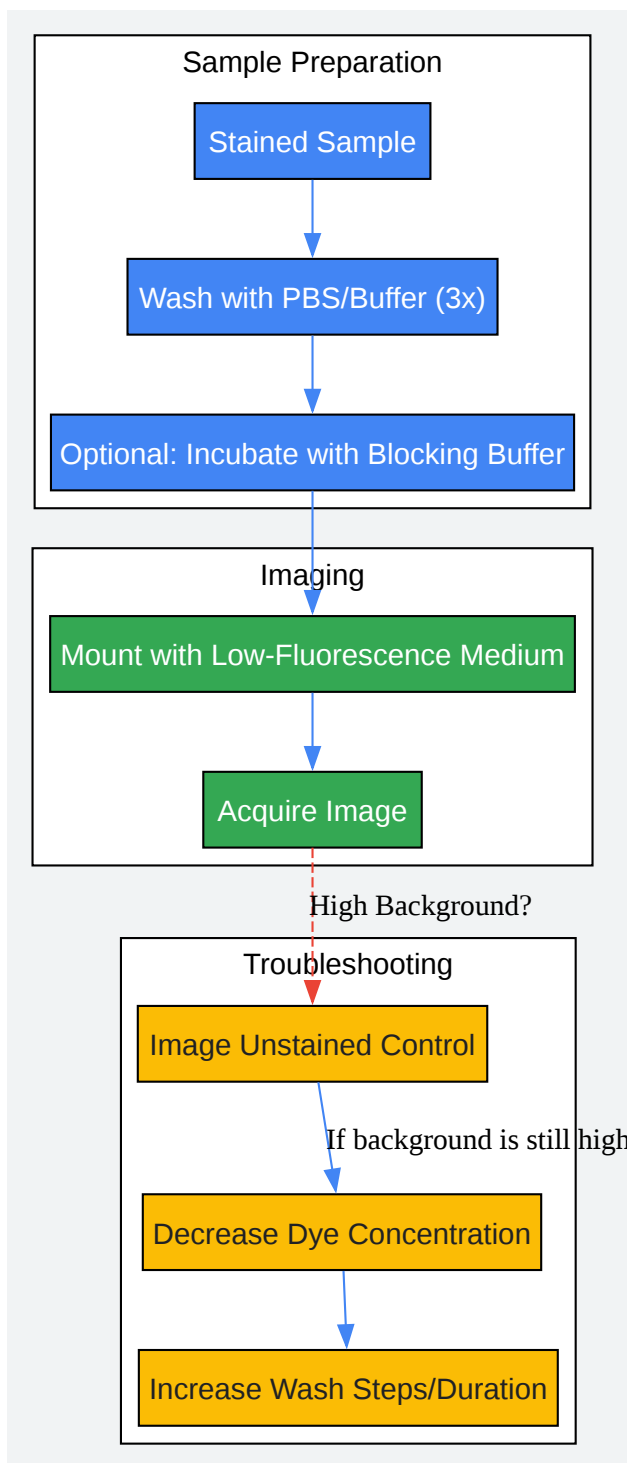 Sample Preparation
Stained Sample
Wash with PBS/Buffer (3x)
Optional: Incubate with Blocking Buffer
Imaging
Mount with Low-Fluorescence Medium
Acquire Image
High Background?
Troubleshooting
Image Unstained Control
If background is still high
Decrease Dye Concentration
Increase Wash Steps/Duration